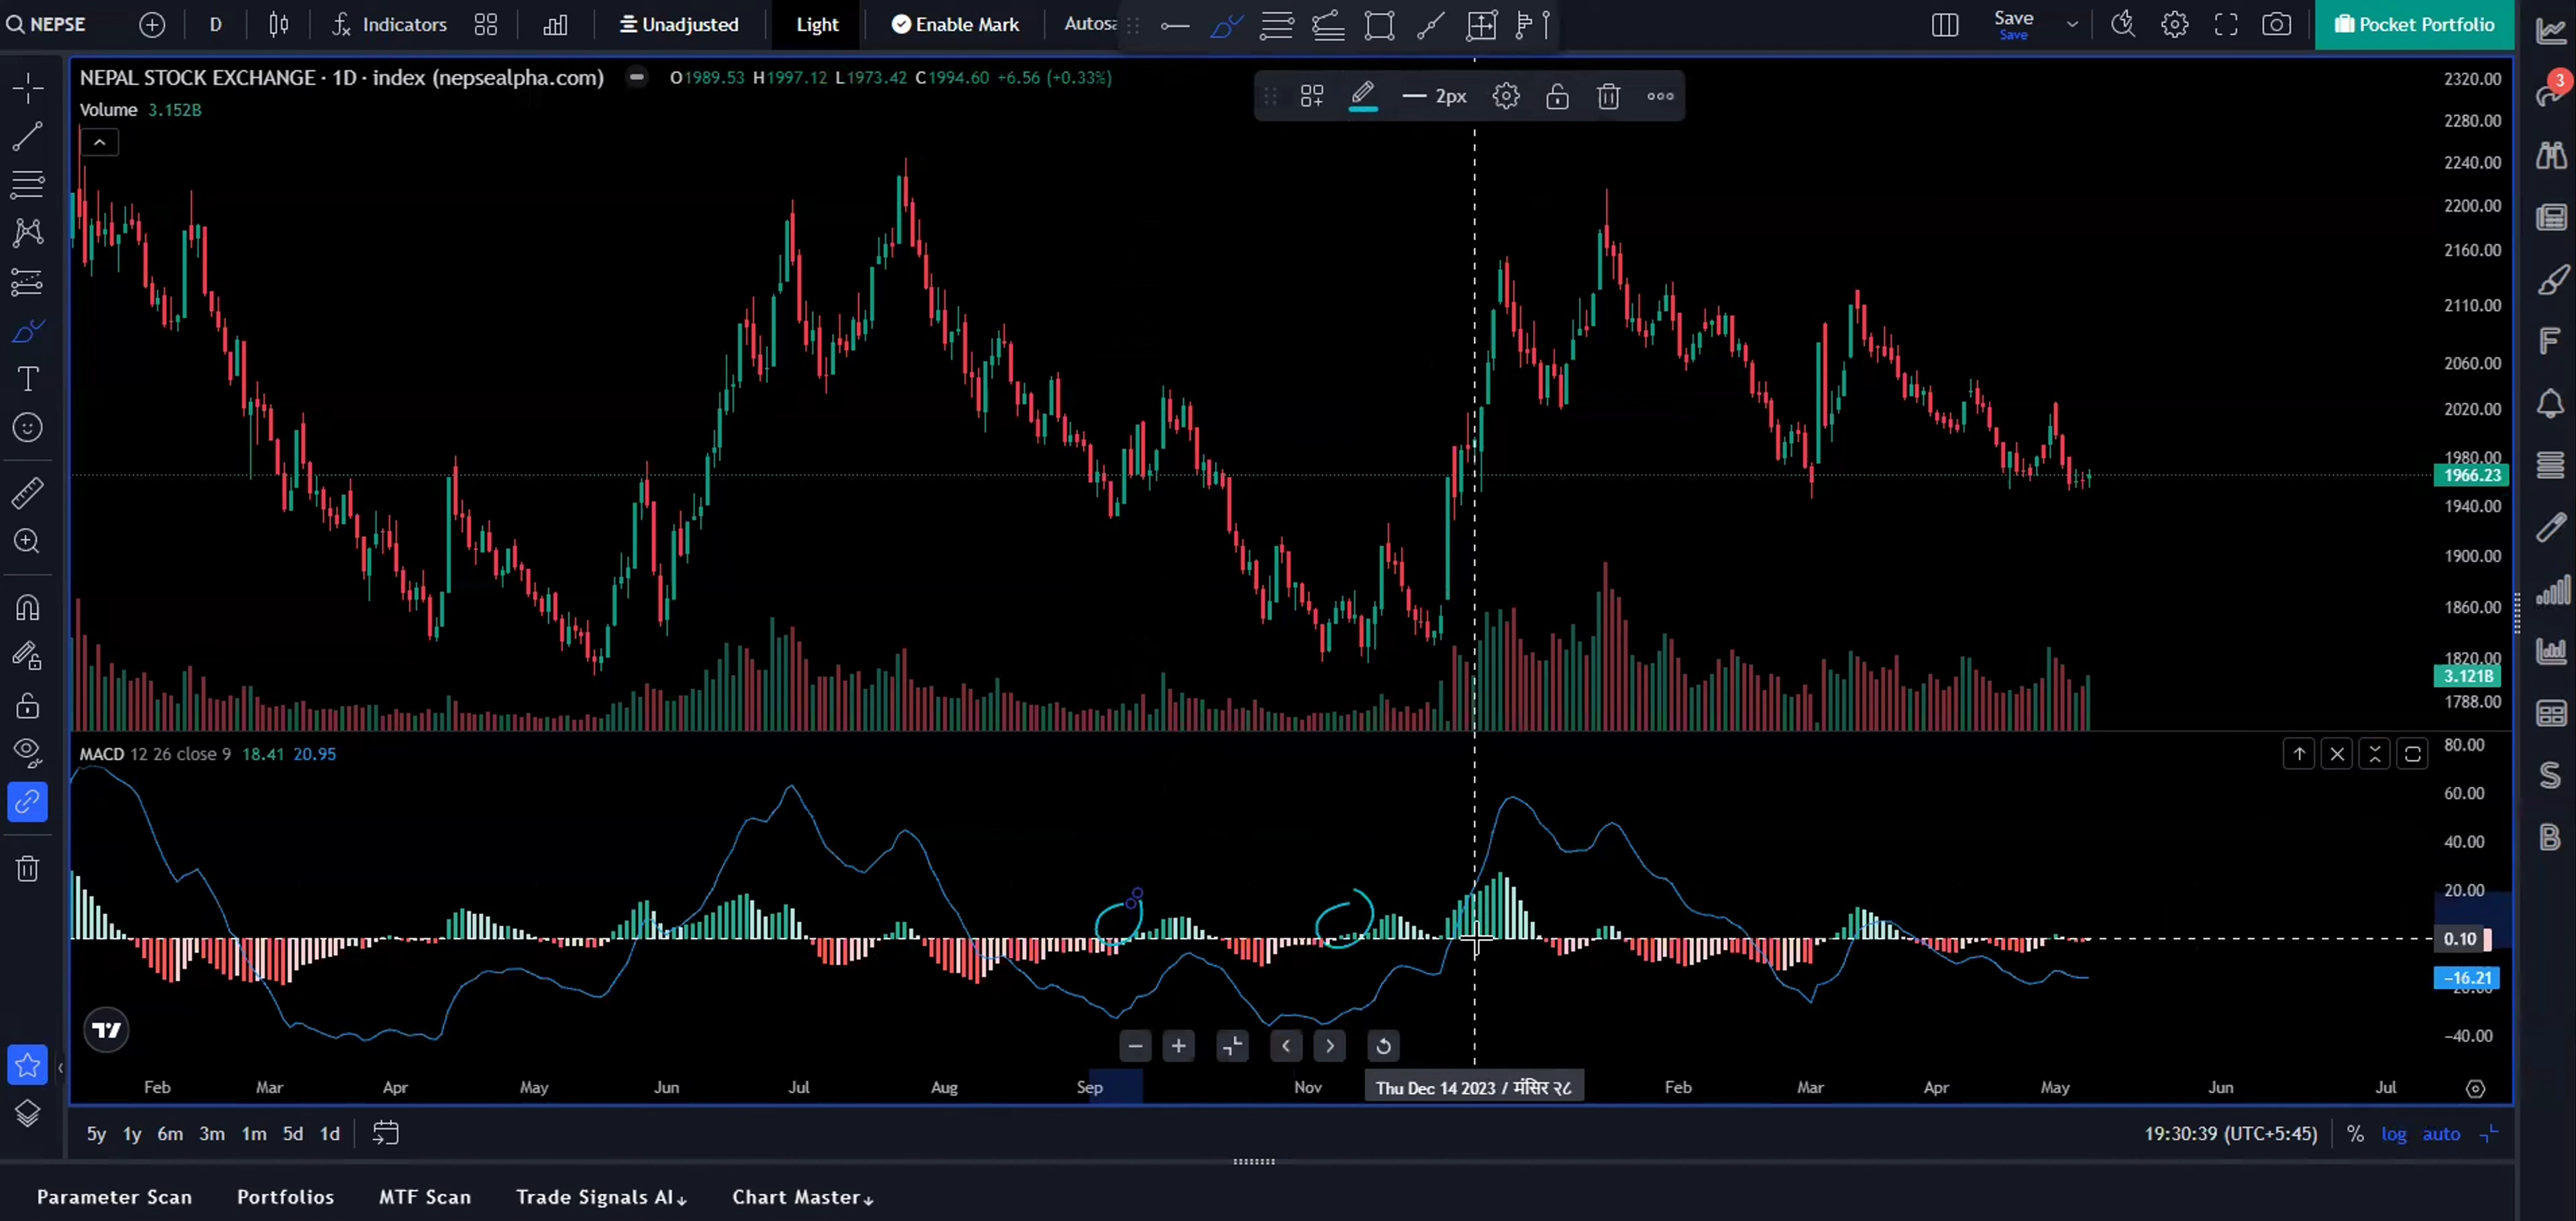 NEPSE
D
Indicators
Unadjusted
Light
Enable Mark
Autosa
Save
Save
Pocket Portfolio
3
NEPAL STOCK EXCHANGE · 1D · index (nepsealpha.com)
O1989.53 H1997.12 L1973.42 C1994.60 +6.56 (+0.33%)
Volume 3.152B
2px
2320.00
2280.00
2240.00
2200.00
2160.00
2110.00
2060.00
2020.00
1980.00
1966.23
1940.00
1900.00
1860.00
1820.00
3.121B
1788.00
MACD 12 26 close 9 18.41 20.95
80.00
60.00
40.00
20.00
0.10
−16.21
−40.00
Feb Mar Apr May Jun Jul Aug Sep Nov Thu Dec 14 2023 / मंसिर २८ Feb Mar Apr May Jun Jul
5y 1y 6m 3m 1m 5d 1d
19:30:39 (UTC+5:45) % log auto
Parameter Scan Portfolios MTF Scan Trade Signals AI↓ Chart Master↓
T
F
S
B